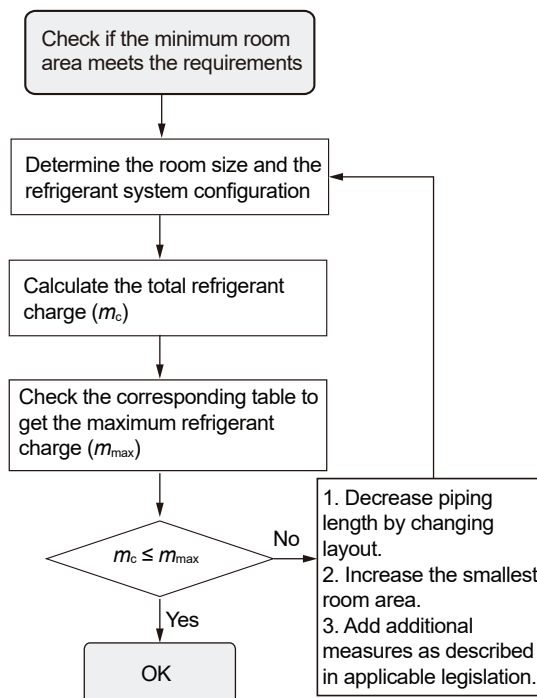 Check if the minimum room
area meets the requirements
Determine the room size and the
refrigerant system configuration
Calculate the total refrigerant
charge (mc)
Check the corresponding table to
get the maximum refrigerant
charge (mmax)
mc ≤ mmax
No
1. Decrease piping
length by changing
layout.
2. Increase the smallest
room area.
3. Add additional
measures as described
in applicable legislation.
Yes
OK